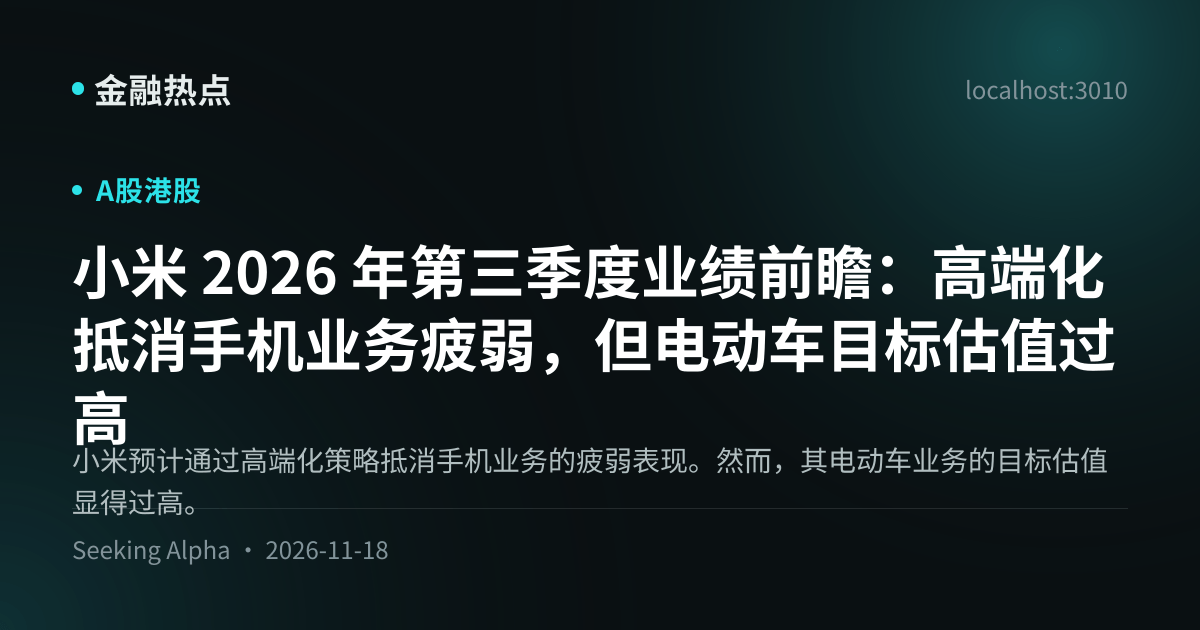 金融热点
localhost:3010
A股港股
小米 2026 年第三季度业绩前瞻：高端化
抵消手机业务疲弱，但电动车目标估值过
高
小米预计通过高端化策略抵消手机业务的疲弱表现。然而，其电动车业务的目标估值
显得过高。
Seeking Alpha · 2026-11-18